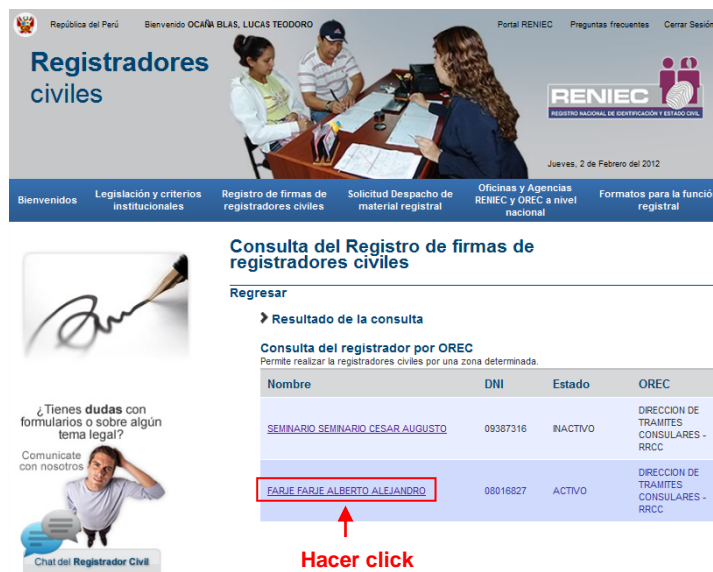 República del Perú Bienvenido OCAÑA BLAS, LUCAS TEODORO Portal RENIEC Preguntas frecuentes Cerrar Sesión
Registradores
civiles
RENIEC
REGISTRO NACIONAL DE IDENTIFICACIÓN Y ESTADO CIVIL
Jueves, 2 de Febrero del 2012
Bienvenidos
Legislación y criterios
institucionales
Registro de firmas de
registradores civiles
Solicitud Despacho de
material registral
Oficinas y Agencias
RENIEC y OREC a nivel
nacional
Formatos para la funció
registral
Consulta del Registro de firmas de
registradores civiles
Regresar
Resultado de la consulta
Consulta del registrador por OREC
Permite realizar la registradores civiles por una zona determinada.
Nombre DNI Estado OREC
SEMINARIO SEMINARIO CESAR AUGUSTO 09387316 INACTIVO
DIRECCION DE
TRAMITES
CONSULARES -
RRCC
FARJE FARJE ALBERTO ALEJANDRO 08016827 ACTIVO
DIRECCION DE
TRAMITES
CONSULARES -
RRCC
Hacer click
¿Tienes dudas con
formularios o sobre algún
tema legal?
Comunicate
con nosotros
Chat del Registrador Civil